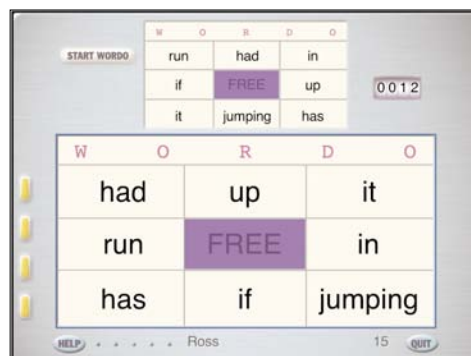 W O R D O
START WORDO
run had in
if FREE up
0012
it jumping has
W O R D O
had up it
run FREE in
has if jumping
HELP Ross 15 QUIT